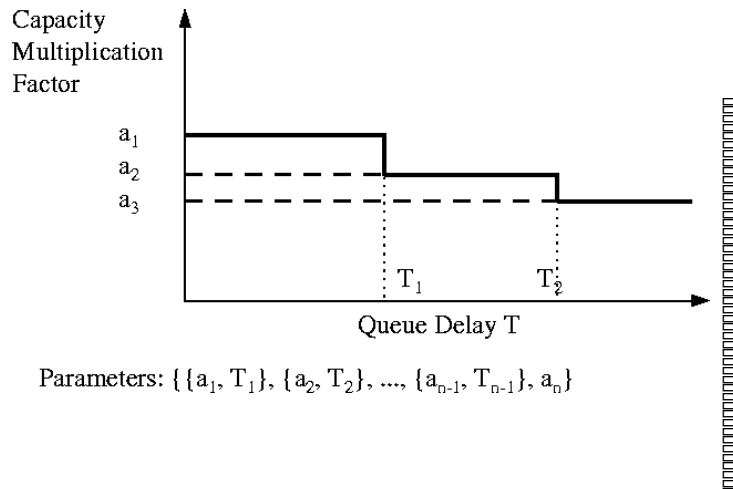 Capacity
Multiplication
Factor
a₁
a₂
a₃
T₁
T₂
Queue Delay T
Parameters: {{a₁, T₁}, {a₂, T₂}, ..., {aₙ₋₁, Tₙ₋₁}, aₙ}